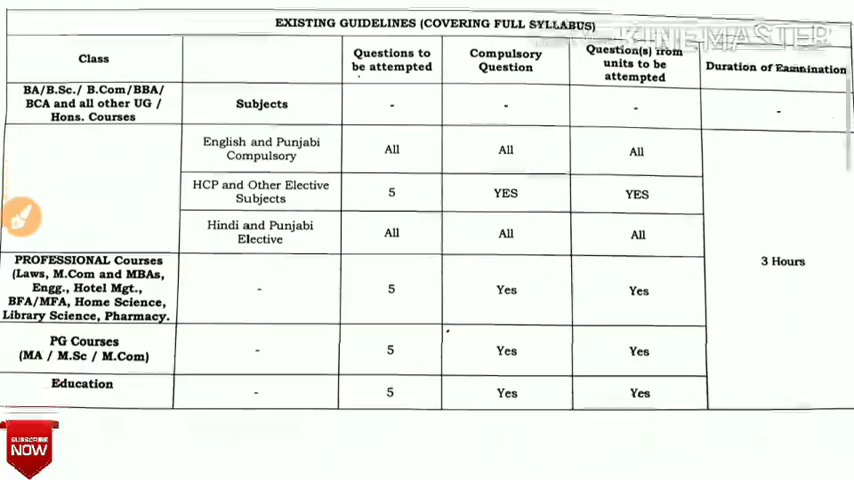 EXISTING GUIDELINES (COVERING FULL SYLLABUS)
KINEMASTER
Class
Questions to
be attempted
Compulsory
Question
Question(s) from
units to be
attempted
Duration of Examination
BA/B.Sc./ B.Com/BBA/
BCA and all other UG /
Hons. Courses
Subjects
-
-
-
-
English and Punjabi
Compulsory
All
All
All
HCP and Other Elective
Subjects
5
YES
YES
Hindi and Punjabi
Elective
All
All
All
3 Hours
PROFESSIONAL Courses
(Laws, M.Com and MBAs,
Engg., Hotel Mgt.,
BFA/MFA, Home Science,
Library Science, Pharmacy.
-
5
Yes
Yes
PG Courses
(MA / M.Sc / M.Com)
-
5
Yes
Yes
Education
-
5
Yes
Yes
SUBSCRIBE
NOW